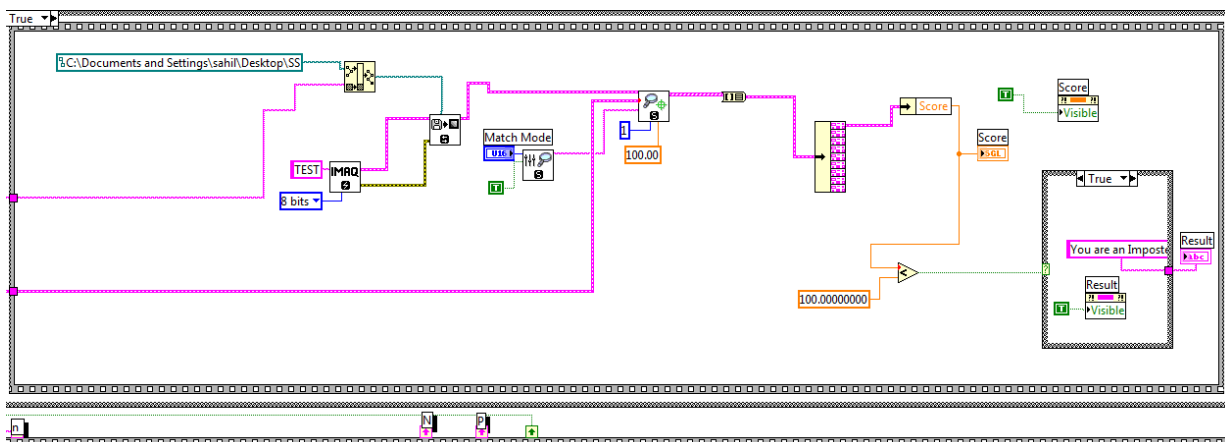 True
C:\Documents and Settings\sahil\Desktop\SS
Score
Visible
Score
Match Mode
1
Score
TEST
IMAQ
U16
100.00
SGL
8 bits
True
You are an Imposte
Result
abc
Result
<
?
100.00000000
Visible
n
N
P